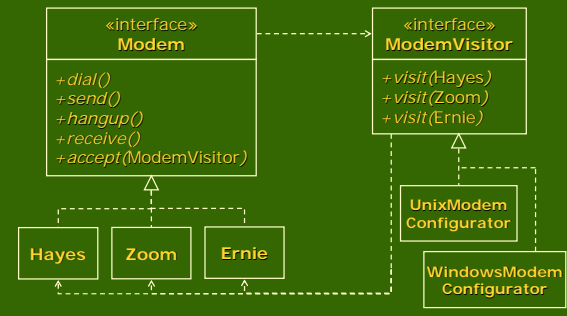 «interface»
Modem
+dial()
+send()
+hangup()
+receive()
+accept(ModemVisitor)
«interface»
ModemVisitor
+visit(Hayes)
+visit(Zoom)
+visit(Ernie)
Hayes
Zoom
Ernie
UnixModem
Configurator
WindowsModem
Configurator